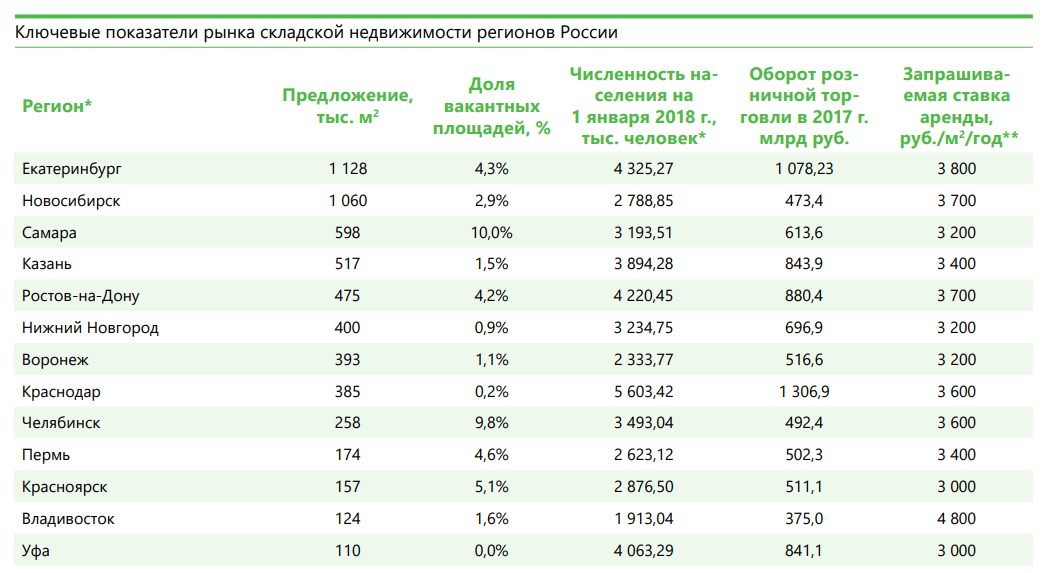 Ключевые показатели рынка складской недвижимости регионов России
Регион* Предложение, тыс. м² Доля вакантных площадей, % Численность населения на 1 января 2018 г., тыс. человек* Оборот розничной торговли в 2017 г. млрд руб. Запрашиваемая ставка аренды, руб./м²/год**
Екатеринбург 1 128 4,3% 4 325,27 1 078,23 3 800
Новосибирск 1 060 2,9% 2 788,85 473,4 3 700
Самара 598 10,0% 3 193,51 613,6 3 200
Казань 517 1,5% 3 894,28 843,9 3 400
Ростов-на-Дону 475 4,2% 4 220,45 880,4 3 700
Нижний Новгород 400 0,9% 3 234,75 696,9 3 200
Воронеж 393 1,1% 2 333,77 516,6 3 200
Краснодар 385 0,2% 5 603,42 1 306,9 3 600
Челябинск 258 9,8% 3 493,04 492,4 3 600
Пермь 174 4,6% 2 623,12 502,3 3 400
Красноярск 157 5,1% 2 876,50 511,1 3 000
Владивосток 124 1,6% 1 913,04 375,0 4 800
Уфа 110 0,0% 4 063,29 841,1 3 000